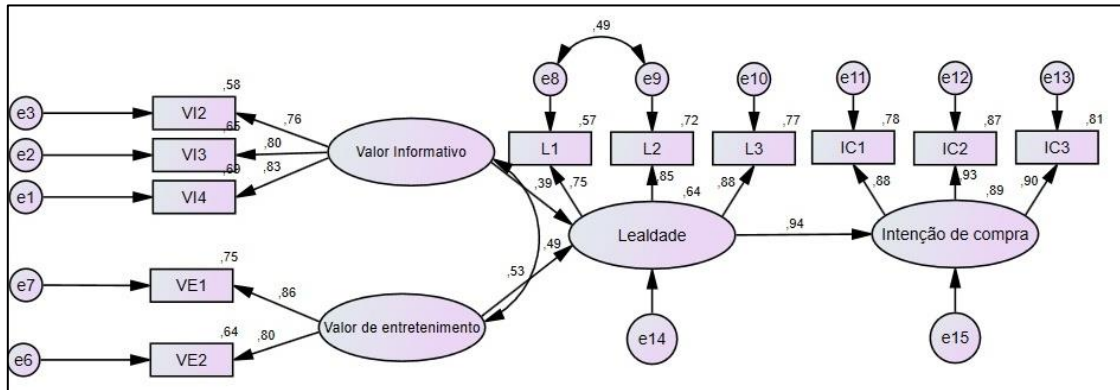 ,49
e8
e9
e10
e11
e12
e13
e3
,58
VI2
,76
,57
L1
,72
L2
,77
L3
,78
IC1
,87
IC2
,81
IC3
e2
,65
VI3
,80
Valor Informativo
e1
,69
VI4
,83
,39
,75
,85
,88
,64
,88
,93
,90
,89
Lealdade
,94
Intenção de compra
,49
,53
e7
,75
VE1
,86
Valor de entretenimento
e6
,64
VE2
,80
e14
e15